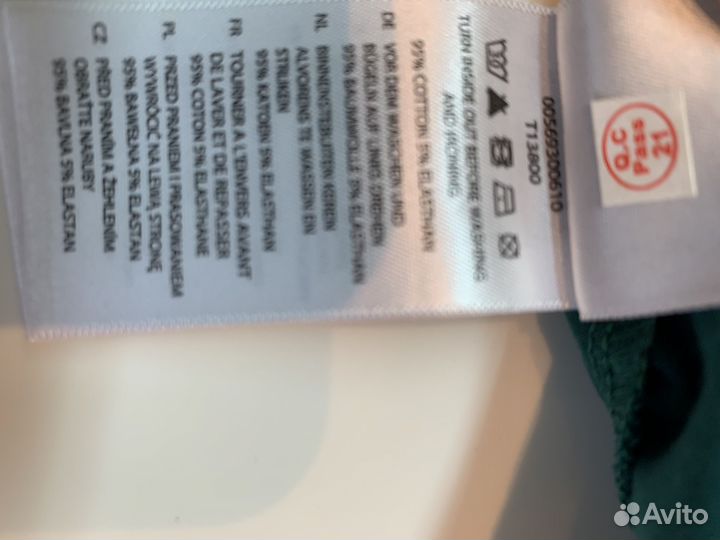 00569300610
T13800
TURN INSIDE OUT BEFORE WASHING
AND IRONING
95% COTTON 5% ELASTHAN
DE VOR DEM WASCHEN UND
BÜGELN AUF LINKS DREHEN
95% BAUMWOLLE 5% ELASTHAN
NL BINNENSTEBUITEN KEREN
ALVORENS TE WASSEN EN
STRIJKEN
95% KATOEN 5% ELASTHAN
FR TOURNER A L'ENVERS AVANT
DE LAVER ET DE REPASSER
95% COTON 5% ELASTHANE
PL PRZED PRANIEM I PRASOWANIEM
WYWRÓCIĆ NA LEWĄ STRONĘ
95% BAWEŁNA 5% ELASTAN
CZ PŘED PRANÍM A ŽEHLENÍM
OBRAŤTE NARUBY
95% BAVLNA 5% ELASTAN
Q.C
Pass
21
Avito